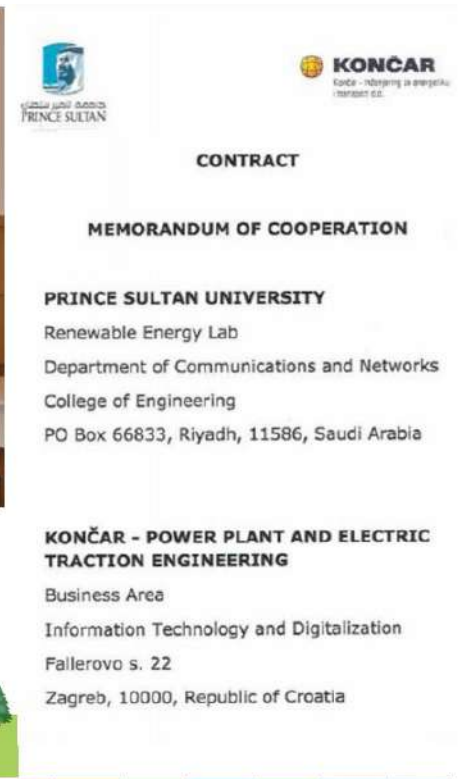 PRINCE SULTAN
KONČAR
CONTRACT
MEMORANDUM OF COOPERATION
PRINCE SULTAN UNIVERSITY
Renewable Energy Lab
Department of Communications and Networks
College of Engineering
PO Box 66833, Riyadh, 11586, Saudi Arabia
KONČAR - POWER PLANT AND ELECTRIC
TRACTION ENGINEERING
Business Area
Information Technology and Digitalization
Fallerovo s. 22
Zagreb, 10000, Republic of Croatia